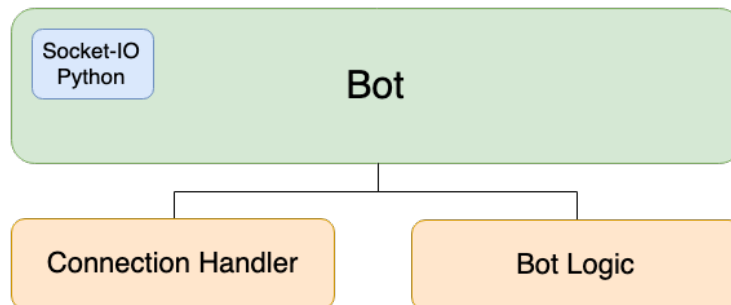 Socket-IO
Python
Bot
Connection Handler
Bot Logic